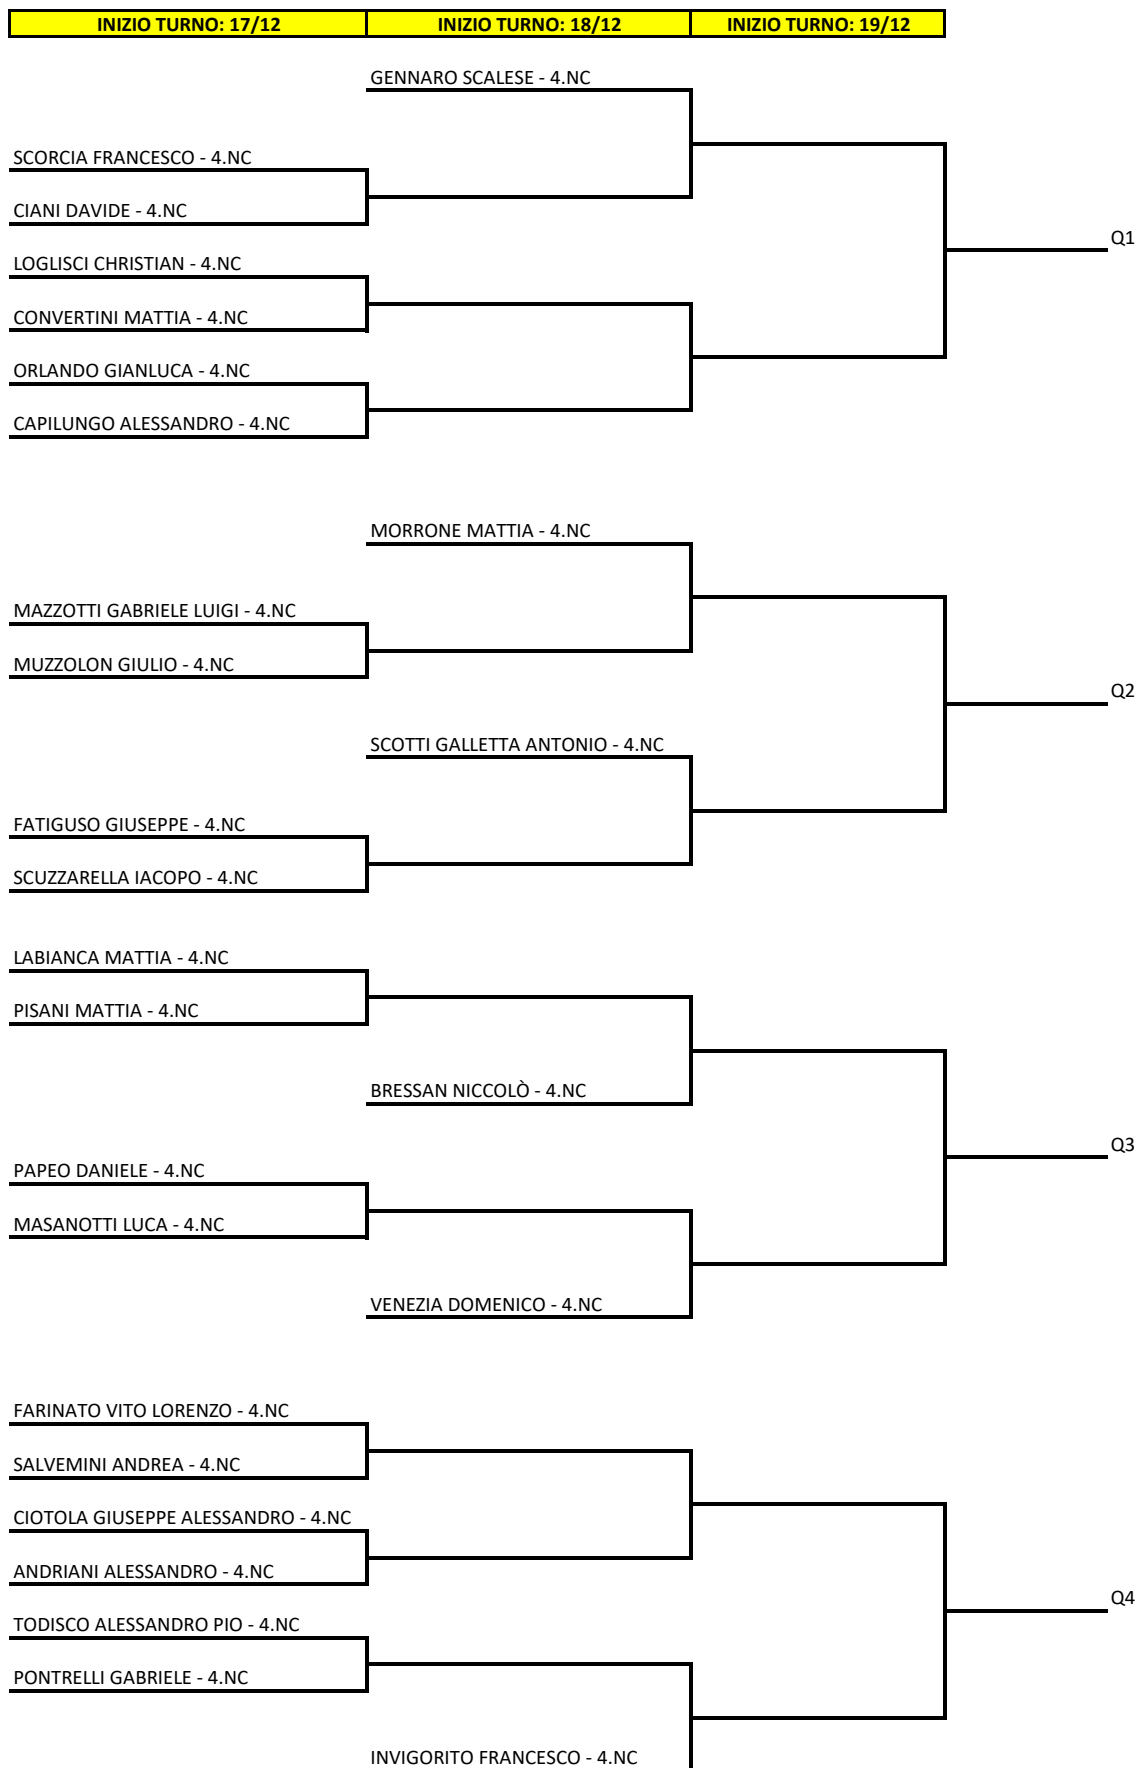 INIZIO TURNO: 17/12 INIZIO TURNO: 18/12 INIZIO TURNO: 19/12
GENNARO SCALESE - 4.NC
SCORCIA FRANCESCO - 4.NC
CIANI DAVIDE - 4.NC
Q1
LOGLISCI CHRISTIAN - 4.NC
CONVERTINI MATTIA - 4.NC
ORLANDO GIANLUCA - 4.NC
CAPILUNGO ALESSANDRO - 4.NC
MORRONE MATTIA - 4.NC
MAZZOTTI GABRIELE LUIGI - 4.NC
MUZZOLON GIULIO - 4.NC
Q2
SCOTTI GALLETTA ANTONIO - 4.NC
FATIGUSO GIUSEPPE - 4.NC
SCUZZARELLA IACOPO - 4.NC
LABIANCA MATTIA - 4.NC
PISANI MATTIA - 4.NC
BRESSAN NICCOLÒ - 4.NC
Q3
PAPEO DANIELE - 4.NC
MASANOTTI LUCA - 4.NC
VENEZIA DOMENICO - 4.NC
FARINATO VITO LORENZO - 4.NC
SALVEMINI ANDREA - 4.NC
CIOTOLA GIUSEPPE ALESSANDRO - 4.NC
ANDRIANI ALESSANDRO - 4.NC
Q4
TODISCO ALESSANDRO PIO - 4.NC
PONTRELLI GABRIELE - 4.NC
INVIGORITO FRANCESCO - 4.NC